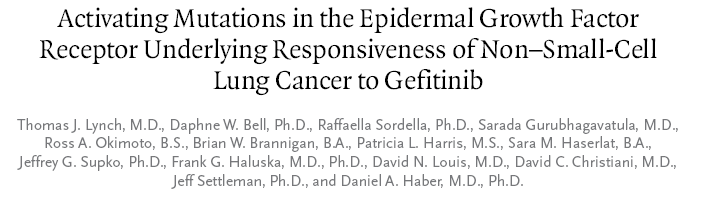 Activating Mutations in the Epidermal Growth Factor
Receptor Underlying Responsiveness of Non–Small-Cell
Lung Cancer to Gefitinib
Thomas J. Lynch, M.D., Daphne W. Bell, Ph.D., Raffaella Sordella, Ph.D., Sarada Gurubhagavatula, M.D.,
Ross A. Okimoto, B.S., Brian W. Brannigan, B.A., Patricia L. Harris, M.S., Sara M. Haserlat, B.A.,
Jeffrey G. Supko, Ph.D., Frank G. Haluska, M.D., Ph.D., David N. Louis, M.D., David C. Christiani, M.D.,
Jeff Settleman, Ph.D., and Daniel A. Haber, M.D., Ph.D.